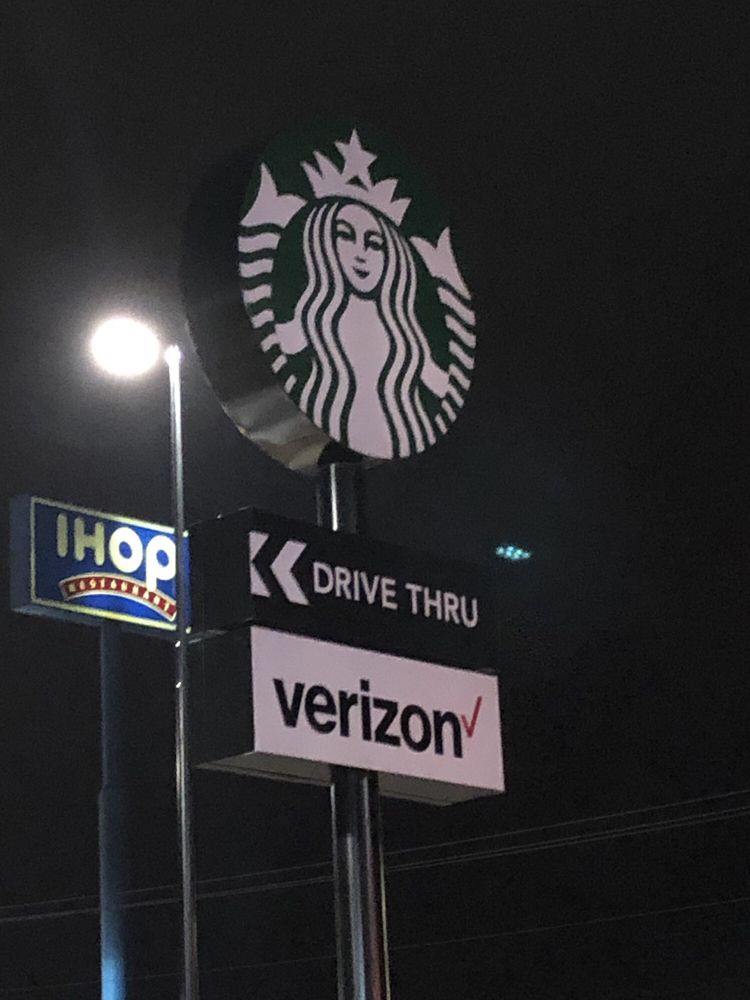 IHOP
RESTAURANT
DRIVE THRU
verizon